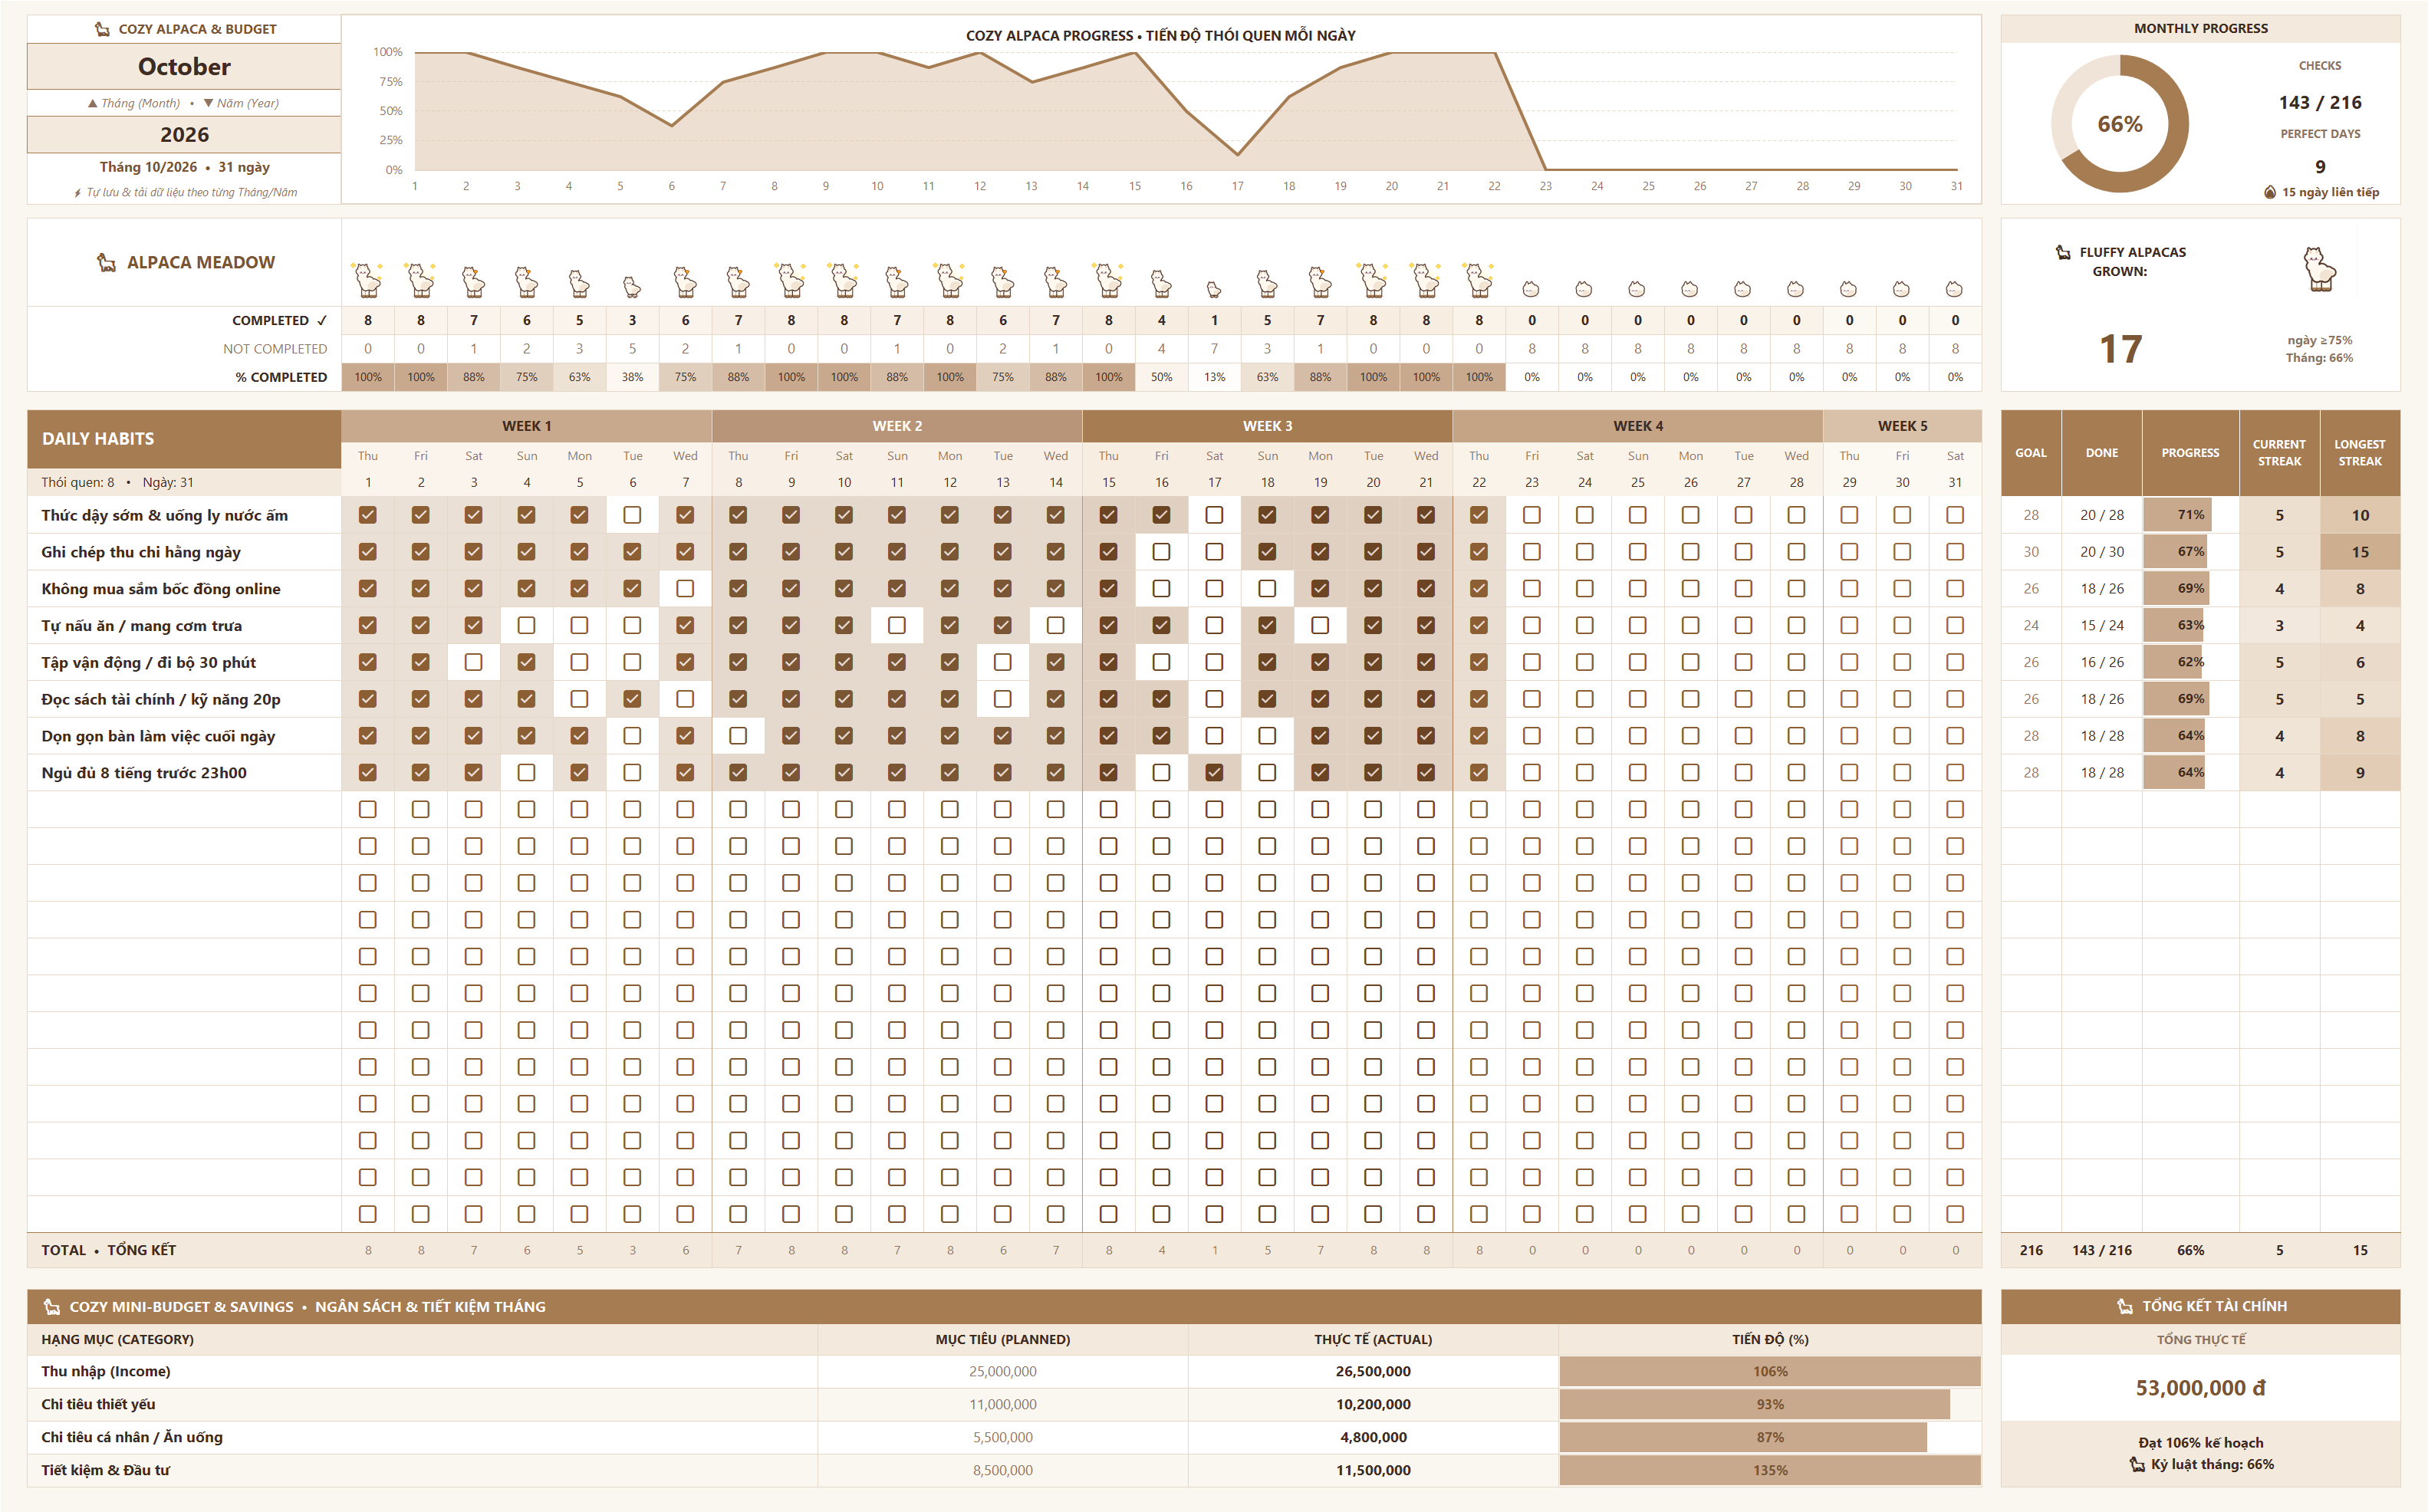 COZY ALPACA & BUDGET
October
▲ Tháng (Month) • ▼ Năm (Year)
2026
Tháng 10/2026 • 31 ngày
Tự lưu & tải dữ liệu theo từng Tháng/Năm
COZY ALPACA PROGRESS • TIẾN ĐỘ THÓI QUEN MỖI NGÀY
100%
75%
50%
25%
0%
1 2 3 4 5 6 7 8 9 10 11 12 13 14 15 16 17 18 19 20 21 22 23 24 25 26 27 28 29 30 31
MONTHLY PROGRESS
66%
CHECKS
143 / 216
PERFECT DAYS
9
15 ngày liên tiếp
ALPACA MEADOW
COMPLETED ✓ 8 8 7 6 5 3 6 7 8 8 7 8 6 7 8 4 1 5 7 8 8 8 0 0 0 0 0 0 0 0 0
NOT COMPLETED 0 0 1 2 3 5 2 1 0 0 1 0 2 1 0 4 7 3 1 0 0 0 8 8 8 8 8 8 8 8 8
% COMPLETED 100% 100% 88% 75% 63% 38% 75% 88% 100% 100% 88% 100% 75% 88% 100% 50% 13% 63% 88% 100% 100% 100% 0% 0% 0% 0% 0% 0% 0% 0% 0%
FLUFFY ALPACAS
GROWN:
17
ngày ≥75%
Tháng: 66%
DAILY HABITS WEEK 1 WEEK 2 WEEK 3 WEEK 4 WEEK 5
Thu Fri Sat Sun Mon Tue Wed Thu Fri Sat Sun Mon Tue Wed Thu Fri Sat Sun Mon Tue Wed Thu Fri Sat Sun Mon Tue Wed Thu Fri Sat
Thói quen: 8 • Ngày: 31 1 2 3 4 5 6 7 8 9 10 11 12 13 14 15 16 17 18 19 20 21 22 23 24 25 26 27 28 29 30 31
GOAL DONE PROGRESS CURRENT STREAK LONGEST STREAK
Thức dậy sớm & uống ly nước ấm 28 20 / 28 71% 5 10
Ghi chép thu chi hằng ngày 30 20 / 30 67% 5 15
Không mua sắm bốc đồng online 26 18 / 26 69% 4 8
Tự nấu ăn / mang cơm trưa 24 15 / 24 63% 3 4
Tập vận động / đi bộ 30 phút 26 16 / 26 62% 5 6
Đọc sách tài chính / kỹ năng 20p 26 18 / 26 69% 5 5
Dọn gọn bàn làm việc cuối ngày 28 18 / 28 64% 4 8
Ngủ đủ 8 tiếng trước 23h00 28 18 / 28 64% 4 9
TOTAL • TỔNG KẾT 8 8 7 6 5 3 6 7 8 8 7 8 6 7 8 4 1 5 7 8 8 8 0 0 0 0 0 0 0 0 0 216 143 / 216 66% 5 15
COZY MINI-BUDGET & SAVINGS • NGÂN SÁCH & TIẾT KIỆM THÁNG
HẠNG MỤC (CATEGORY) MỤC TIÊU (PLANNED) THỰC TẾ (ACTUAL) TIẾN ĐỘ (%)
Thu nhập (Income) 25,000,000 26,500,000 106%
Chi tiêu thiết yếu 11,000,000 10,200,000 93%
Chi tiêu cá nhân / Ăn uống 5,500,000 4,800,000 87%
Tiết kiệm & Đầu tư 8,500,000 11,500,000 135%
TỔNG KẾT TÀI CHÍNH
TỔNG THỰC TẾ
53,000,000 đ
Đạt 106% kế hoạch
Kỷ luật tháng: 66%